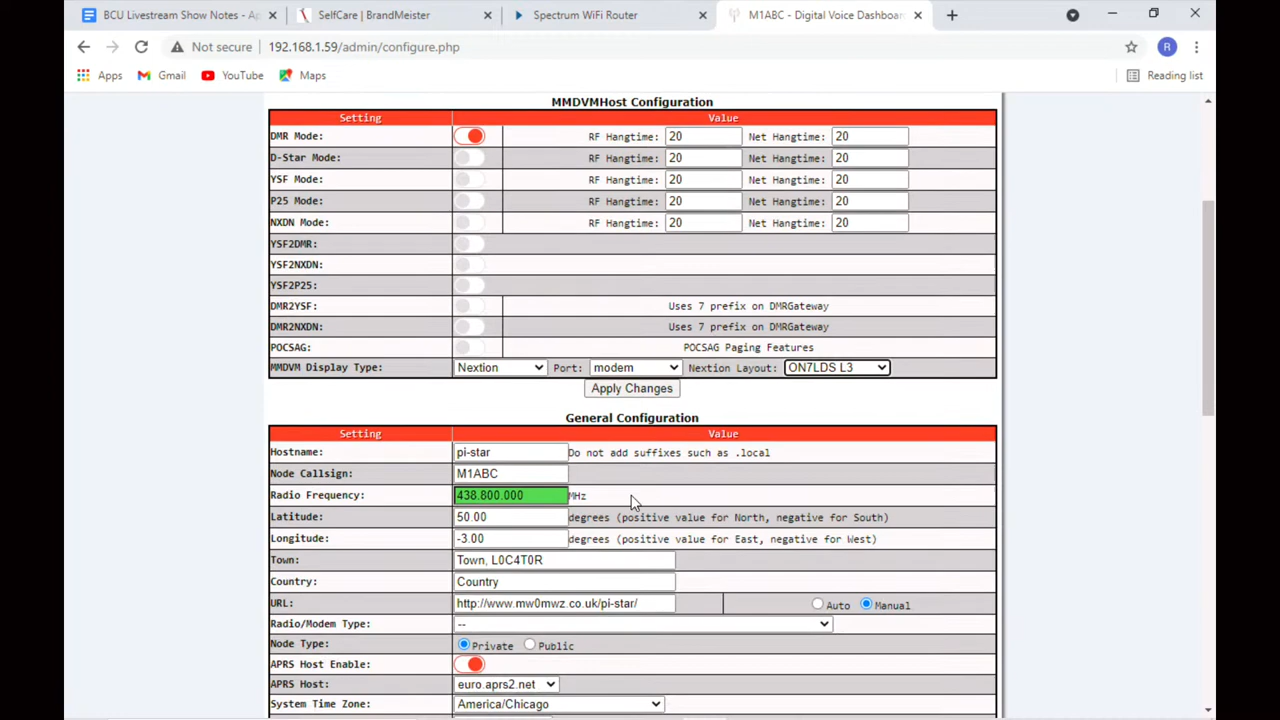 BCU Livestream Show Notes - Ap
SelfCare | BrandMeister
Spectrum WiFi Router
M1ABC - Digital Voice Dashboar
Not secure
192.168.1.59/admin/configure.php
R
Apps
Gmail
YouTube
Maps
Reading list
MMDVMHost Configuration
Setting Value
DMR Mode: RF Hangtime: 20 Net Hangtime: 20
D-Star Mode: RF Hangtime: 20 Net Hangtime: 20
YSF Mode: RF Hangtime: 20 Net Hangtime: 20
P25 Mode: RF Hangtime: 20 Net Hangtime: 20
NXDN Mode: RF Hangtime: 20 Net Hangtime: 20
YSF2DMR:
YSF2NXDN:
YSF2P25:
DMR2YSF: Uses 7 prefix on DMRGateway
DMR2NXDN: Uses 7 prefix on DMRGateway
POCSAG: POCSAG Paging Features
MMDVM Display Type: Nextion Port: modem Nextion Layout: ON7LDS L3
Apply Changes
General Configuration
Setting Value
Hostname: pi-star Do not add suffixes such as .local
Node Callsign: M1ABC
Radio Frequency: 438.800.000 MHz
Latitude: 50.00 degrees (positive value for North, negative for South)
Longitude: -3.00 degrees (positive value for East, negative for West)
Town: Town, L0C4T0R
Country: Country
URL: http://www.mw0mwz.co.uk/pi-star/ Auto Manual
Radio/Modem Type: --
Node Type: Private Public
APRS Host Enable:
APRS Host: euro.aprs2.net
System Time Zone: America/Chicago